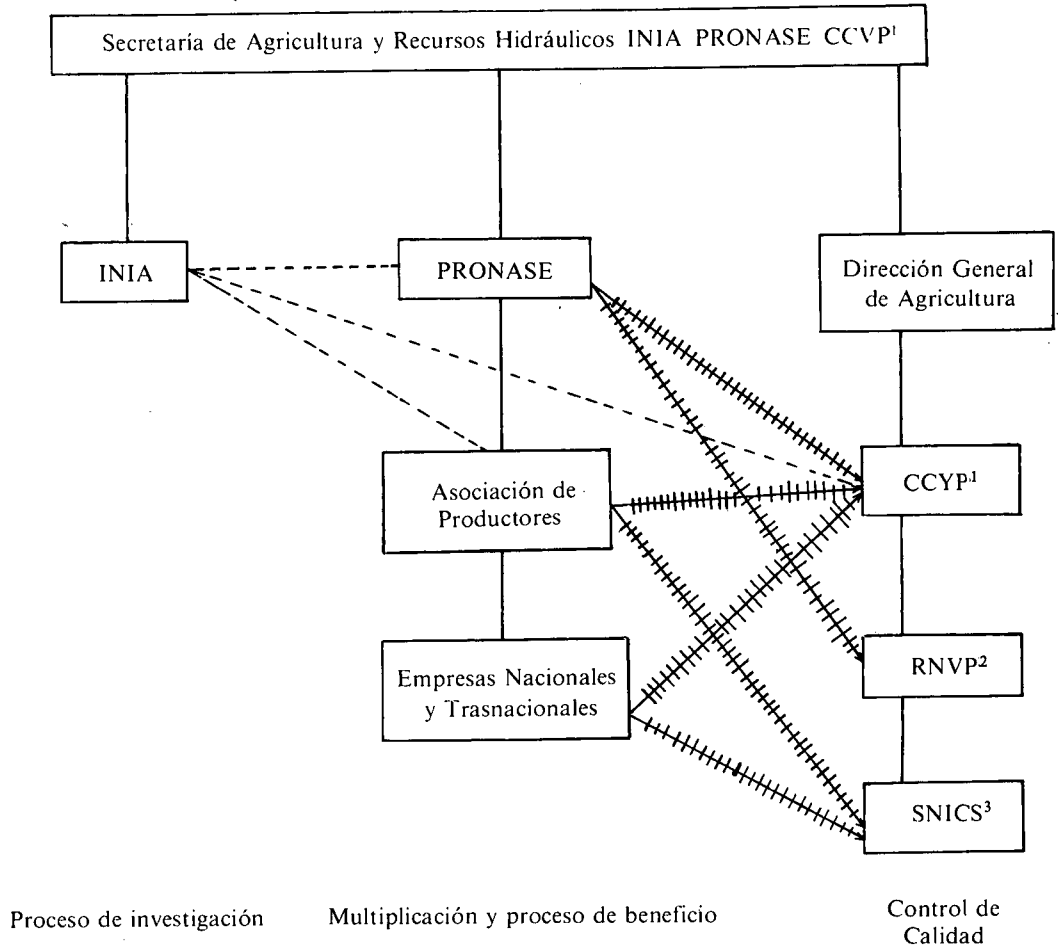 Secretaría de Agricultura y Recursos Hidráulicos INIA PRONASE CCVP¹
INIA
PRONASE
Dirección General
de Agricultura
Asociación de
Productores
CCYP¹
Empresas Nacionales
y Trasnacionales
RNVP²
SNICS³
Proceso de investigación
Multiplicación y proceso de beneficio
Control de
Calidad